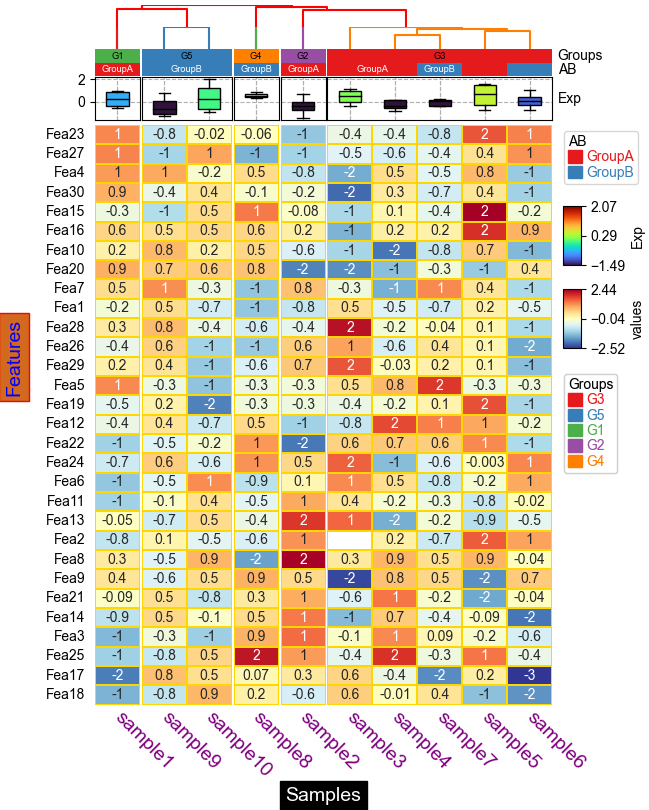 G1 G5 G4 G2 G3 Groups
GroupA GroupB GroupB GroupA GroupA GroupB AB
2
0
Exp
Fea23 1 -0.8 -0.02 -0.06 -1 -0.4 -0.4 -0.8 2 1
Fea27 1 -1 1 -1 -1 -0.5 -0.6 -0.4 0.4 1
Fea4 1 1 -0.2 0.5 -0.8 -2 0.5 -0.5 0.8 -1
Fea30 0.9 -0.4 0.4 -0.1 -0.2 -2 0.3 -0.7 0.4 -1
Fea15 -0.3 -1 0.5 1 -0.08 -1 0.1 -0.4 2 -0.2
Fea16 0.6 0.5 0.5 0.6 0.2 -1 0.2 0.2 2 0.9
Fea10 0.2 0.8 0.2 0.5 -0.6 -1 -2 -0.8 0.7 -1
Fea20 0.9 0.7 0.6 0.8 -2 -2 -1 -0.3 -1 0.4
Fea7 0.5 1 -0.3 -1 0.8 -0.3 -1 1 0.4 -1
Fea1 -0.2 0.5 -0.7 -1 -0.8 0.5 -0.5 -0.7 0.2 -0.5
Fea28 0.3 0.8 -0.4 -0.6 -0.4 2 -0.2 -0.04 0.1 -1
Fea26 -0.4 0.6 -1 -1 0.6 1 -0.6 0.4 0.1 -2
Fea29 0.2 0.4 -1 -0.6 0.7 2 -0.03 0.2 0.1 -1
Fea5 1 -0.3 -1 -0.3 -0.3 0.5 0.8 2 -0.3 -0.3
Fea19 -0.5 0.2 -2 -0.3 -0.3 -0.4 -0.2 0.1 2 -1
Fea12 -0.4 0.4 -0.7 0.5 -1 -0.8 2 1 1 -0.2
Fea22 -1 -0.5 -0.2 1 -2 0.6 0.7 0.6 1 -1
Fea24 -0.7 0.6 -0.6 1 0.5 2 -1 -0.6 -0.003 1
Fea6 -1 -0.5 1 -0.9 0.1 1 0.5 -0.8 -0.2 1
Fea11 -1 -0.1 0.4 -0.5 1 0.4 -0.2 -0.3 -0.8 -0.02
Fea13 -0.05 -0.7 0.5 -0.4 2 1 -2 -0.2 -0.9 -0.5
Fea2 -0.8 0.1 -0.5 -0.6 1 0.2 -0.7 2 1
Fea8 0.3 -0.5 0.9 -2 2 0.3 0.9 0.5 0.9 -0.04
Fea9 0.4 -0.6 0.5 0.9 0.5 -2 0.8 0.5 -2 0.7
Fea21 -0.09 0.5 -0.8 0.3 1 -0.6 1 -0.2 -2 -0.04
Fea14 -0.9 0.5 -0.1 0.5 1 -1 0.7 -0.4 -0.09 -2
Fea3 -1 -0.3 -1 0.9 1 -0.1 1 0.09 -0.2 -0.6
Fea25 -1 -0.8 0.5 2 1 -0.4 2 -0.3 1 -0.4
Fea17 -2 0.8 0.5 0.07 0.3 0.6 -0.4 -2 0.2 -3
Fea18 -1 -0.8 0.9 0.2 -0.6 0.6 -0.01 0.4 -1 -2
sample1 sample9 sample10 sample8 sample2 sample3 sample4 sample7 sample5 sample6
Samples
Features
AB
GroupA
GroupB
2.07
0.29
-1.49
Exp
2.44
-0.04
-2.52
values
Groups
G3
G5
G1
G2
G4